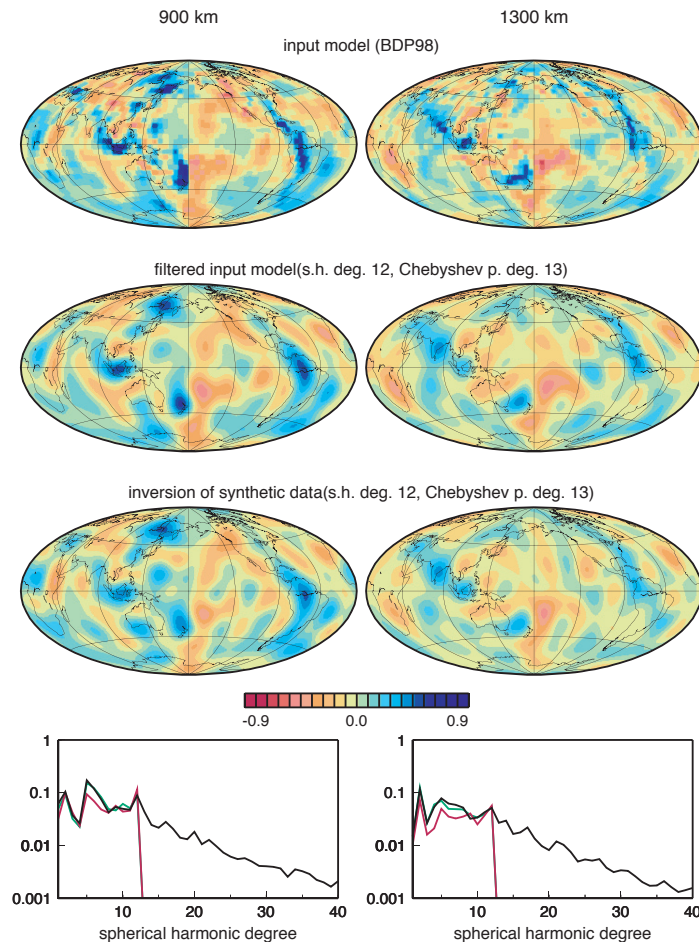 900 km 1300 km
input model (BDP98)
filtered input model(s.h. deg. 12, Chebyshev p. deg. 13)
inversion of synthetic data(s.h. deg. 12, Chebyshev p. deg. 13)
-0.9 0.0 0.9
1 1
0.1 0.1
0.01 0.01
0.001 0.001
10 20 30 40 10 20 30 40
spherical harmonic degree spherical harmonic degree